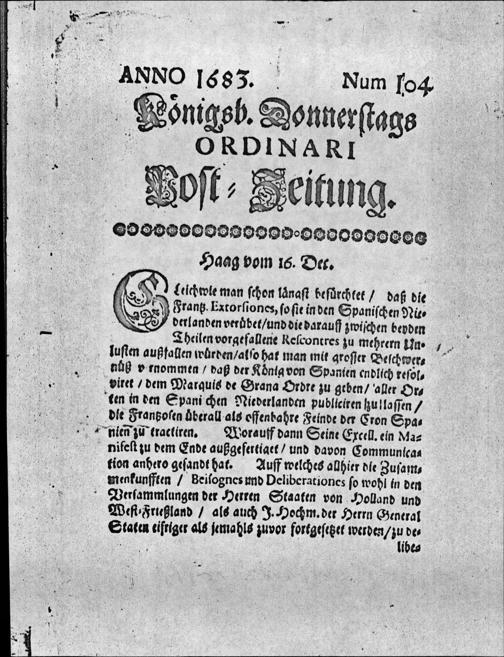 ANNO 1683. Num 104.
Königsb. Donnerstags
ORDINARI
Post-Zeitung.
Haag vom 16. Dec.
Gleichwie man schon längst befürchtet / daß die
Frantz. Extorsiones, so sie in den Spanischen Nie-
derlanden verübet/und die darauff zwischen beyden
Theilen vorgefallene Rescontres zu mehrern Un-
lusten außfallen würden/also hat man mit grosser Beschwer-
nüß v rnommen / daß der König von Spanien endlich resol-
viret / dem Marquis de Grana Ordre zu geben/ aller Or-
ten in den Spani chen Niederlanden publiciren zu lassen /
die Frantzosen überall als offenbahre Feinde der Cron Spa-
nien zu tractiren. Worauff dann Seine Excell. ein Ma-
nifest zu dem Ende außgefertiget / und davon Communica-
tion anhero gesandt hat. Auff welches allhier die Zusam-
menkunfften / Beisognes und Deliberationes so wohl in den
Versammlungen der Herren Staaten von Holland und
West-Frießland / als auch J. Hochm. der Herrn General
Staten eifriger als jemahls zuvor fortgesetzet werden/zu de-
libe-